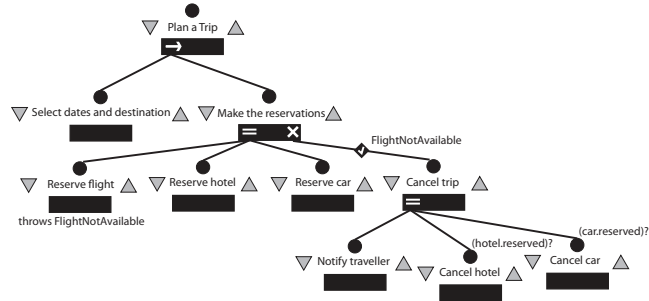 Plan a Trip
Select dates and destination
Make the reservations
FlightNotAvailable
Reserve flight
Reserve hotel
Reserve car
Cancel trip
throws FlightNotAvailable
(hotel.reserved)?
(car.reserved)?
Notify traveller
Cancel hotel
Cancel car